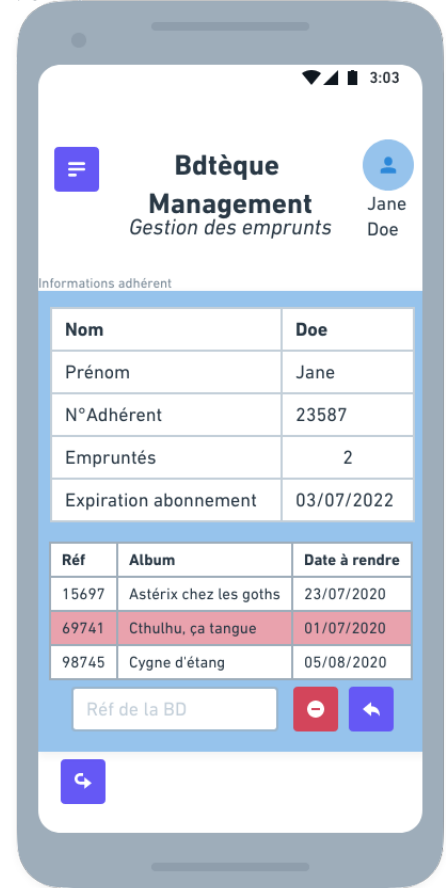 3:03
Bdtèque
Management
Gestion des emprunts
Jane
Doe
Informations adhérent
Nom Doe
Prénom Jane
N°Adhérent 23587
Empruntés 2
Expiration abonnement 03/07/2022
Réf Album Date à rendre
15697 Astérix chez les goths 23/07/2020
69741 Cthulhu, ça tangue 01/07/2020
98745 Cygne d'étang 05/08/2020
Réf de la BD